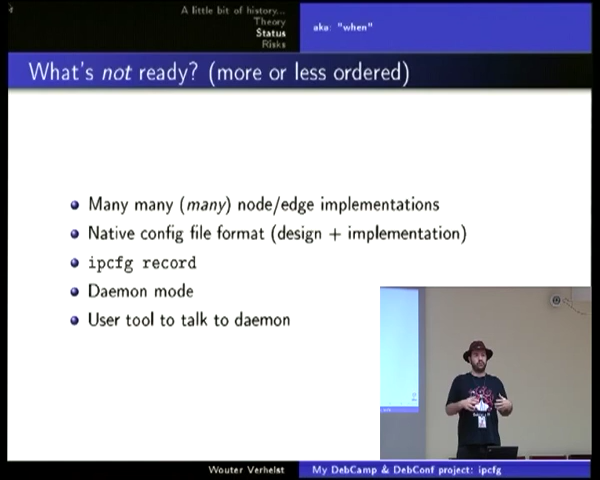 A little bit of history...
Theory
Status
Risks
aka: "when"
What's not ready? (more or less ordered)
Many many (many) node/edge implementations
Native config file format (design + implementation)
ipcfg record
Daemon mode
User tool to talk to daemon
Wouter Verhelst
My DebCamp & DebConf project: ipcfg